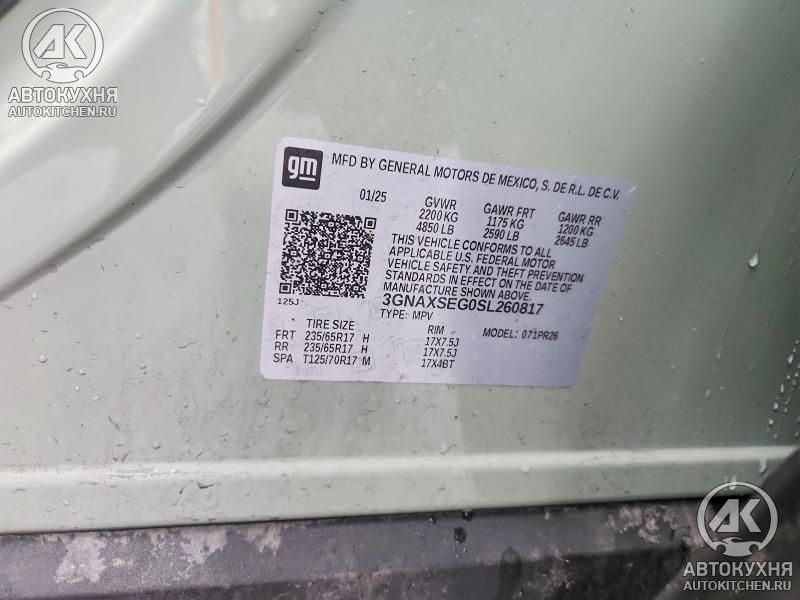 AK
АВТОКУХНЯ
AUTOKITCHEN.RU
gm MFD BY GENERAL MOTORS DE MEXICO, S. DE R.L. DE C.V.
01/25 GVWR GAWR FRT GAWR RR
2200 KG 1175 KG 1200 KG
4850 LB 2590 LB 2645 LB
THIS VEHICLE CONFORMS TO ALL
APPLICABLE U.S. FEDERAL MOTOR
VEHICLE SAFETY AND THEFT PREVENTION
STANDARDS IN EFFECT ON THE DATE OF
MANUFACTURE SHOWN ABOVE.
125J 3GNAXSEG0SL260817
TYPE: MPV MODEL: 071PR26
TIRE SIZE RIM
FRT 235/65R17 H 17X7.5J
RR 235/65R17 H 17X7.5J
SPA T125/70R17 M 17X4BT
AK
АВТОКУХНЯ
AUTOKITCHEN.RU